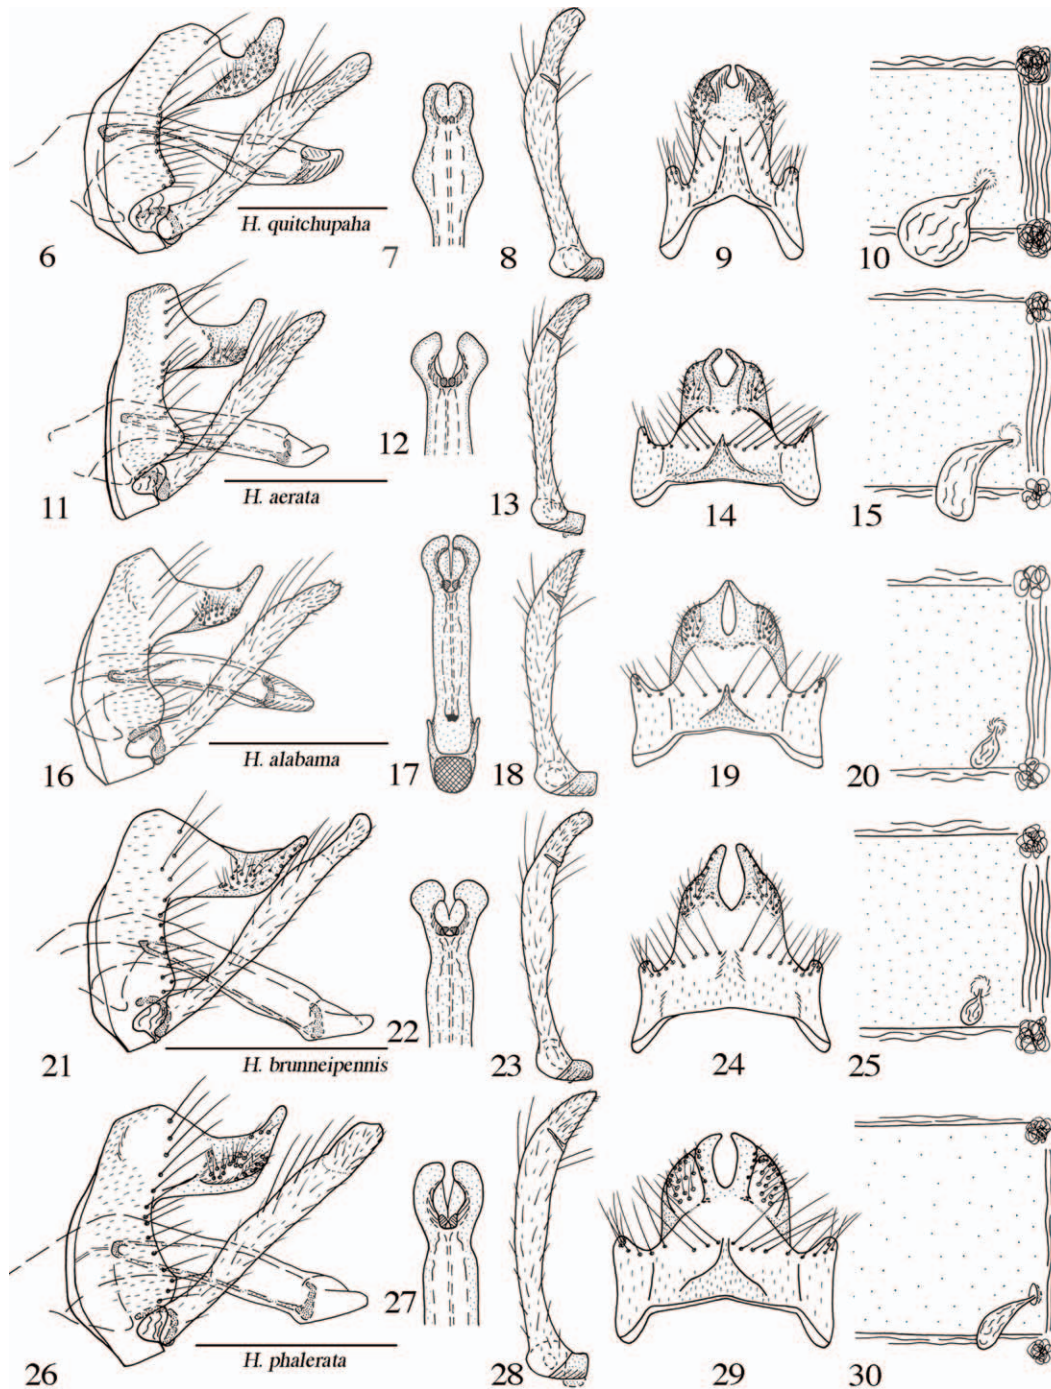 H. quitchupaha
6 7 8 9 10
H. aerata
11 12 13 14 15
H. alabama
16 17 18 19 20
H. brunneipennis
21 22 23 24 25
H. phalerata
26 27 28 29 30